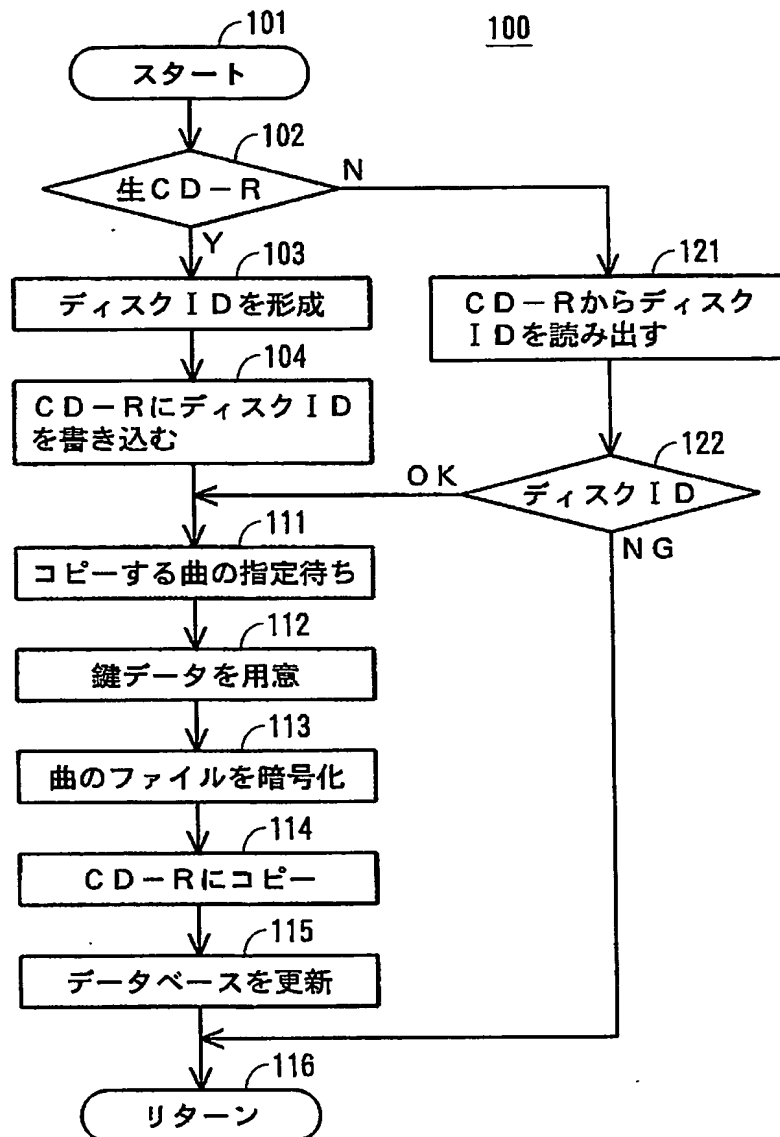 100
101
スタート
102
生CD-R
N
Y
103
ディスクIDを形成
104
CD-RにディスクID
を書き込む
121
CD-Rからディスク
IDを読み出す
122
ディスクID
OK
NG
111
コピーする曲の指定待ち
112
鍵データを用意
113
曲のファイルを暗号化
114
CD-Rにコピー
115
データベースを更新
116
リターン